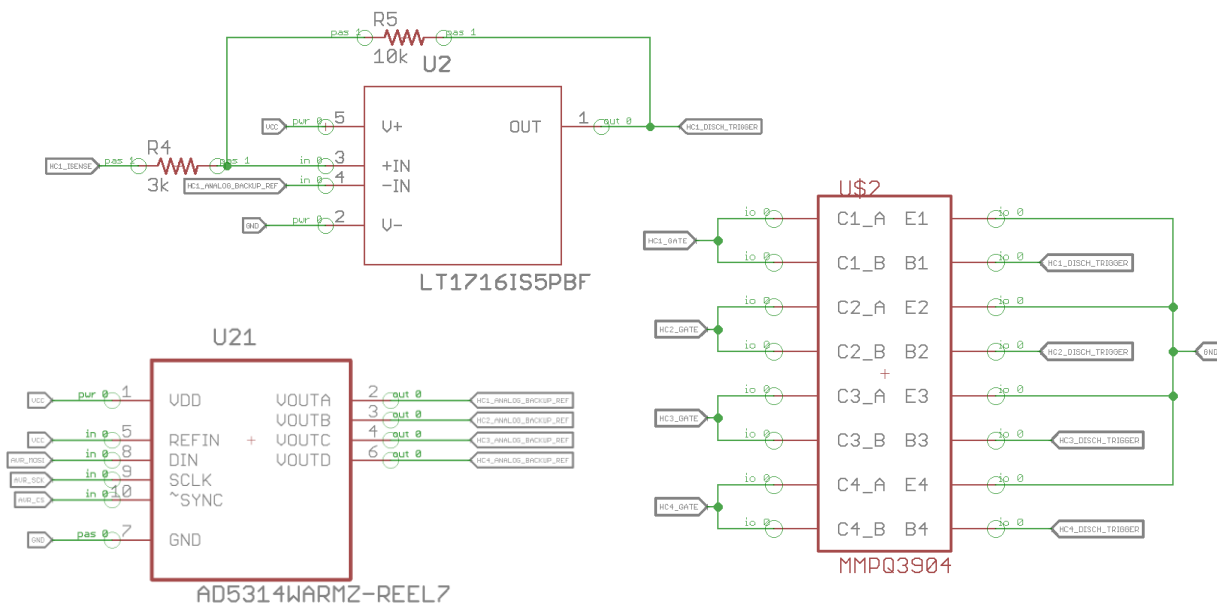 R5
pas 1
pas 1
10k
U2
VCC
pwr 0
5
V+
OUT
1
out 0
HC1_DISCH_TRIGGER
R4
HC1_ISENSE
pas 1
pas 1
3k
in 0
3
+IN
HC1_ANALOG_BACKUP_REF
in 0
4
-IN
GND
pwr 0
2
V-
LT1716IS5PBF
U21
VCC
pwr 0
1
VDD
VOUTA
2
out 0
HC1_ANALOG_BACKUP_REF
VOUTB
3
out 0
HC2_ANALOG_BACKUP_REF
VCC
in 0
5
REFIN
VOUTC
4
out 0
HC3_ANALOG_BACKUP_REF
AVR_MOSI
in 0
8
DIN
VOUTD
6
out 0
HC4_ANALOG_BACKUP_REF
AVR_SCK
in 0
9
SCLK
AVR_CS
in 0
10
~SYNC
GND
pas 0
7
GND
AD5314WARMZ-REEL7
U$2
io 0
C1_A E1
io 0
HC1_GATE
io 0
C1_B B1
io 0
HC1_DISCH_TRIGGER
io 0
C2_A E2
io 0
HC2_GATE
io 0
C2_B B2
io 0
HC2_DISCH_TRIGGER
GND
io 0
C3_A E3
io 0
HC3_GATE
io 0
C3_B B3
io 0
HC3_DISCH_TRIGGER
io 0
C4_A E4
io 0
HC4_GATE
io 0
C4_B B4
io 0
HC4_DISCH_TRIGGER
MMPQ3904